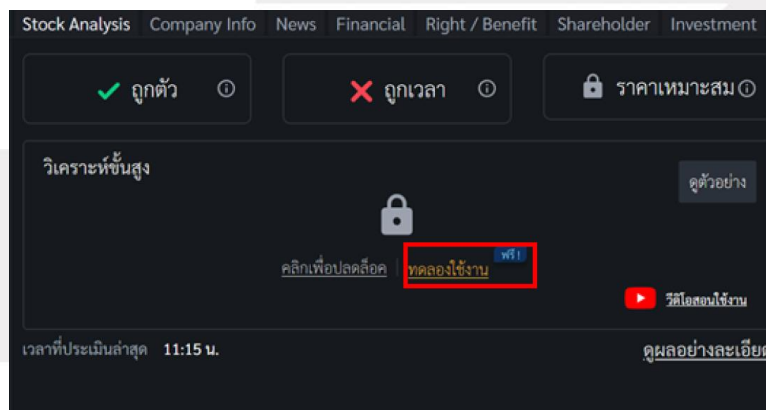 Stock Analysis Company Info News Financial Right / Benefit Shareholder Investment
ถูกตัว ถูกเวลา ราคาเหมาะสม
วิเคราะห์ขั้นสูง
ดูตัวอย่าง
ฟรี !
คลิกเพื่อปลดล็อค | ทดลองใช้งาน
วีดิโอสอนใช้งาน
เวลาที่ประเมินล่าสุด 11:15 น. ดูผลอย่างละเอียด